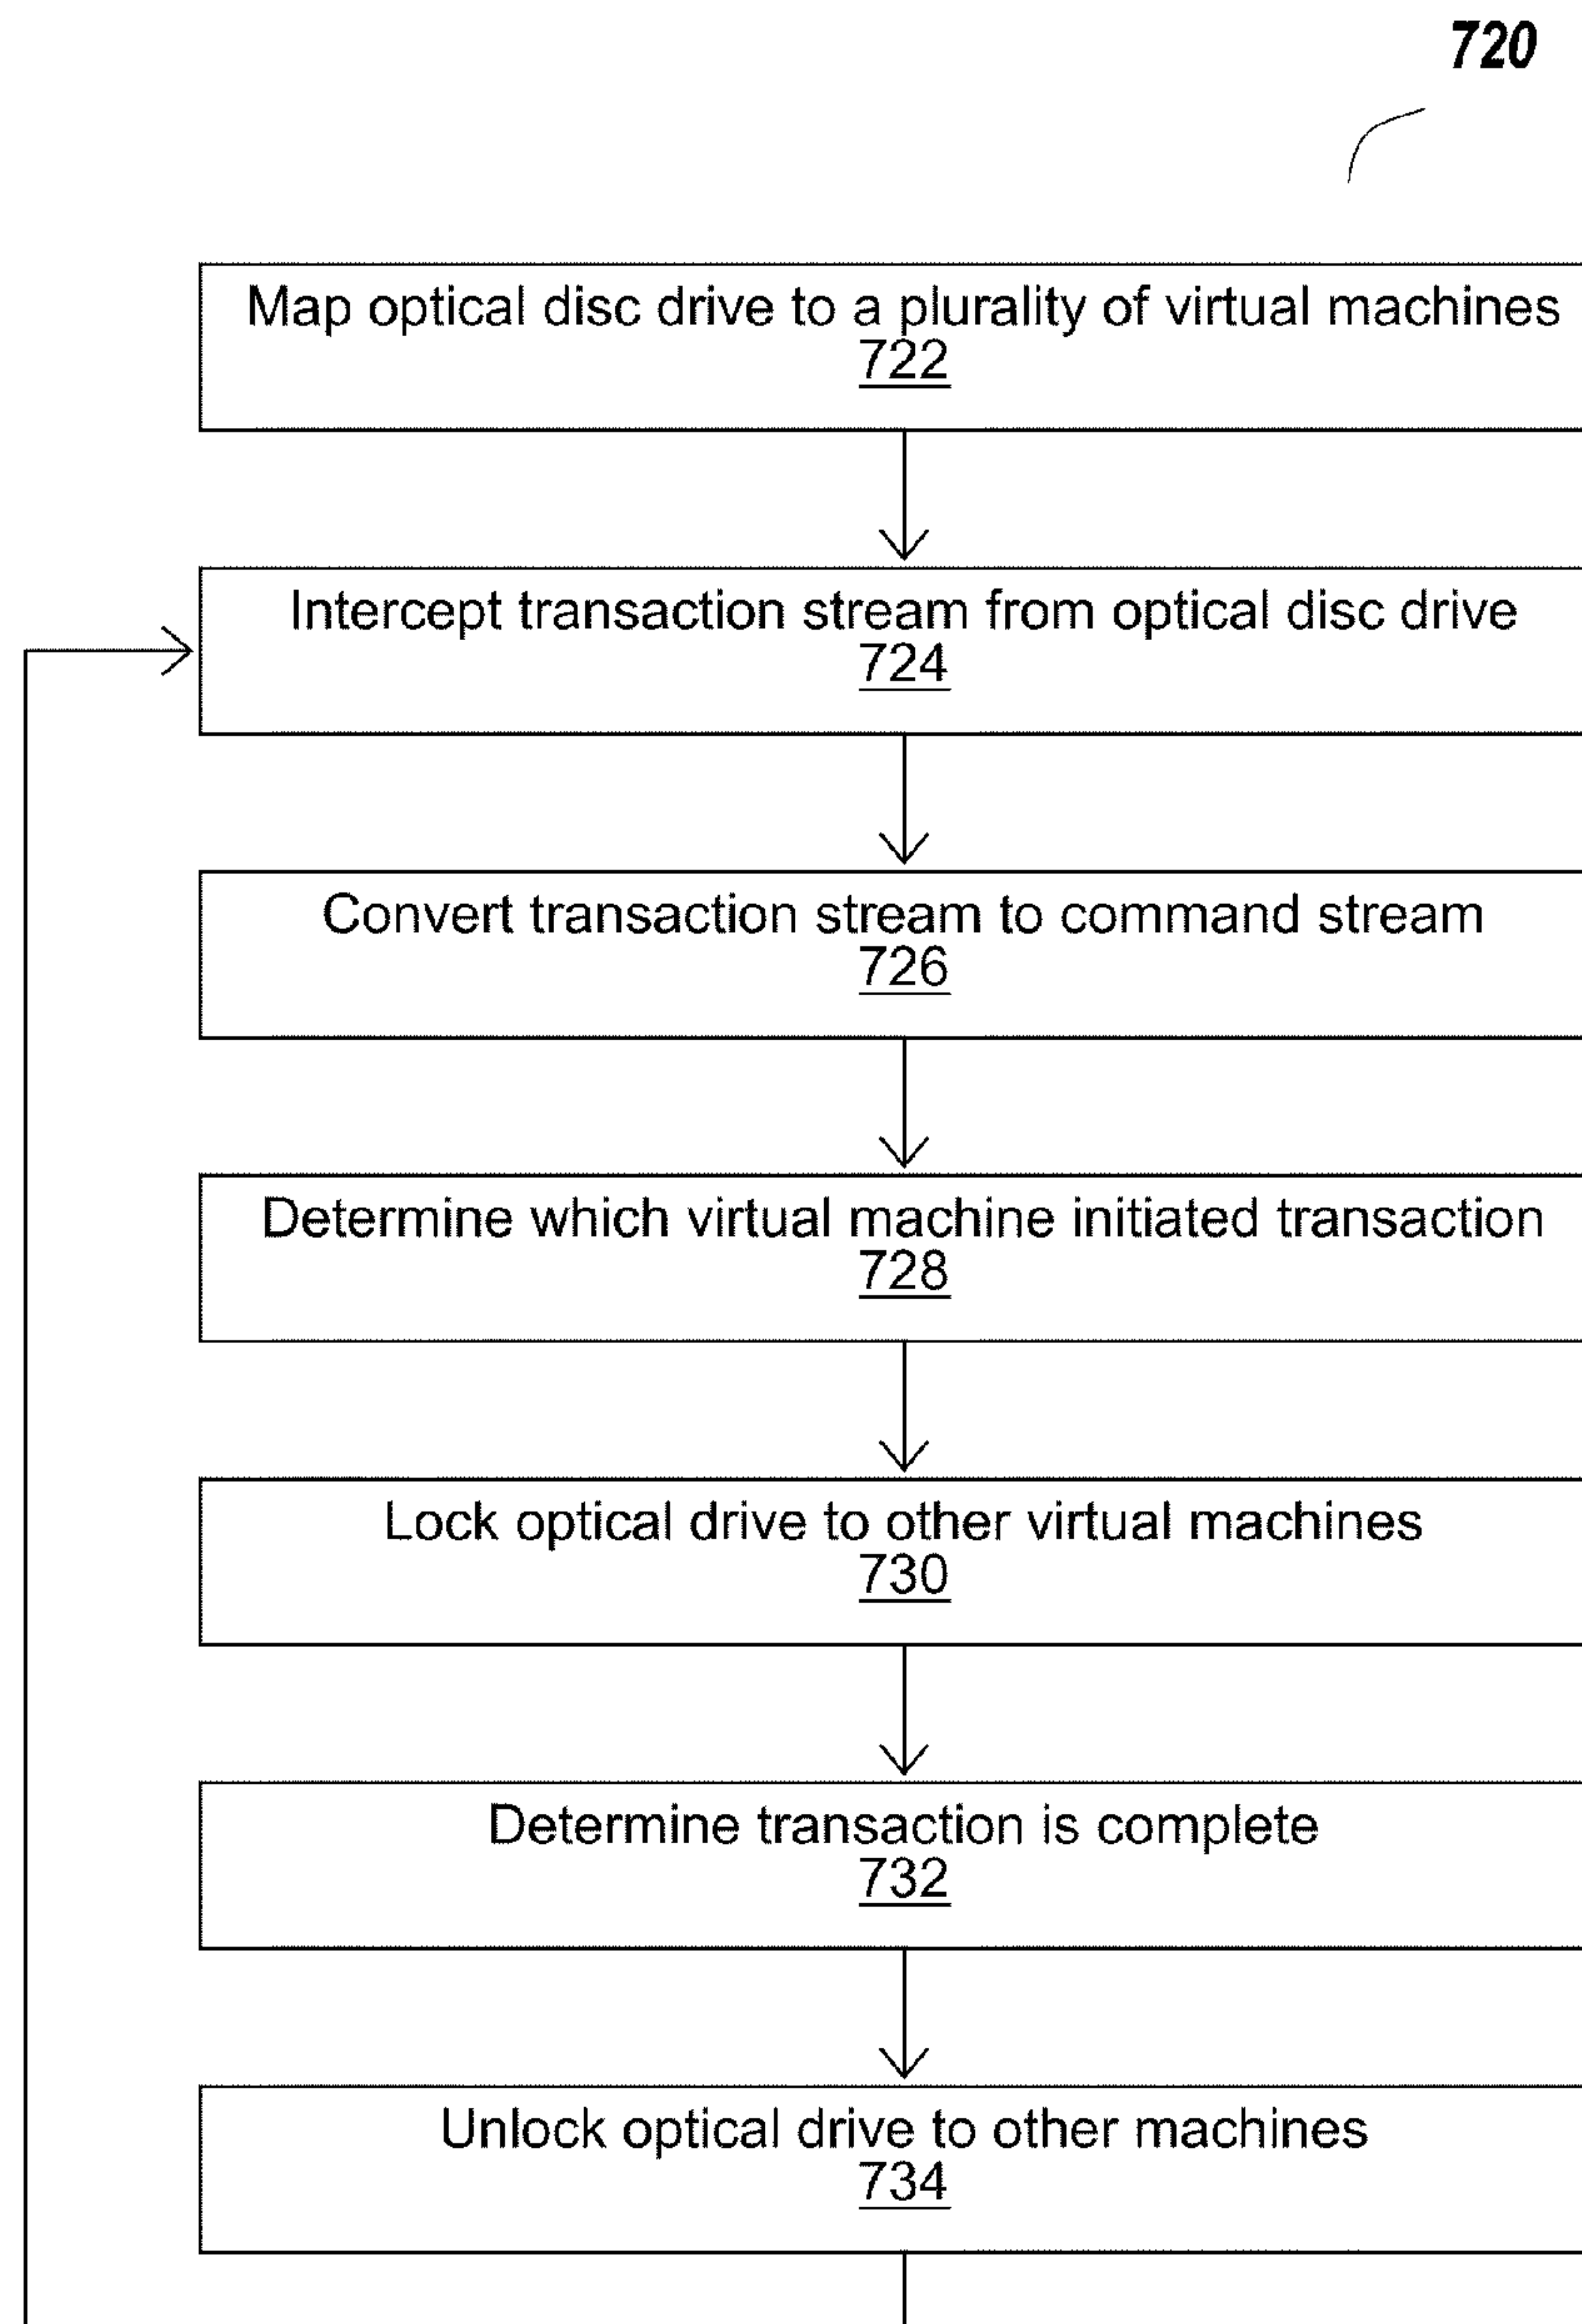 720
Map optical disc drive to a plurality of virtual machines
722
Intercept transaction stream from optical disc drive
724
Convert transaction stream to command stream
726
Determine which virtual machine initiated transaction
728
Lock optical drive to other virtual machines
730
Determine transaction is complete
732
Unlock optical drive to other machines
734